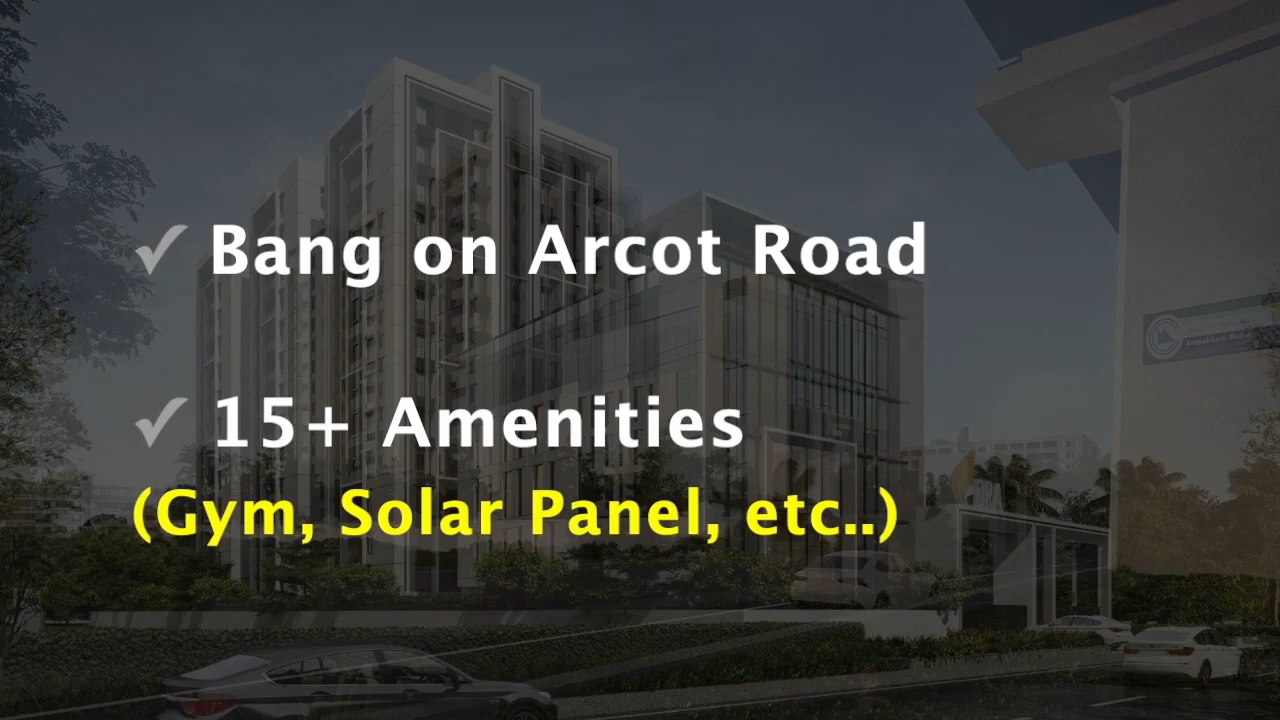 ✓ Bang on Arcot Road
✓ 15+ Amenities
(Gym, Solar Panel, etc..)